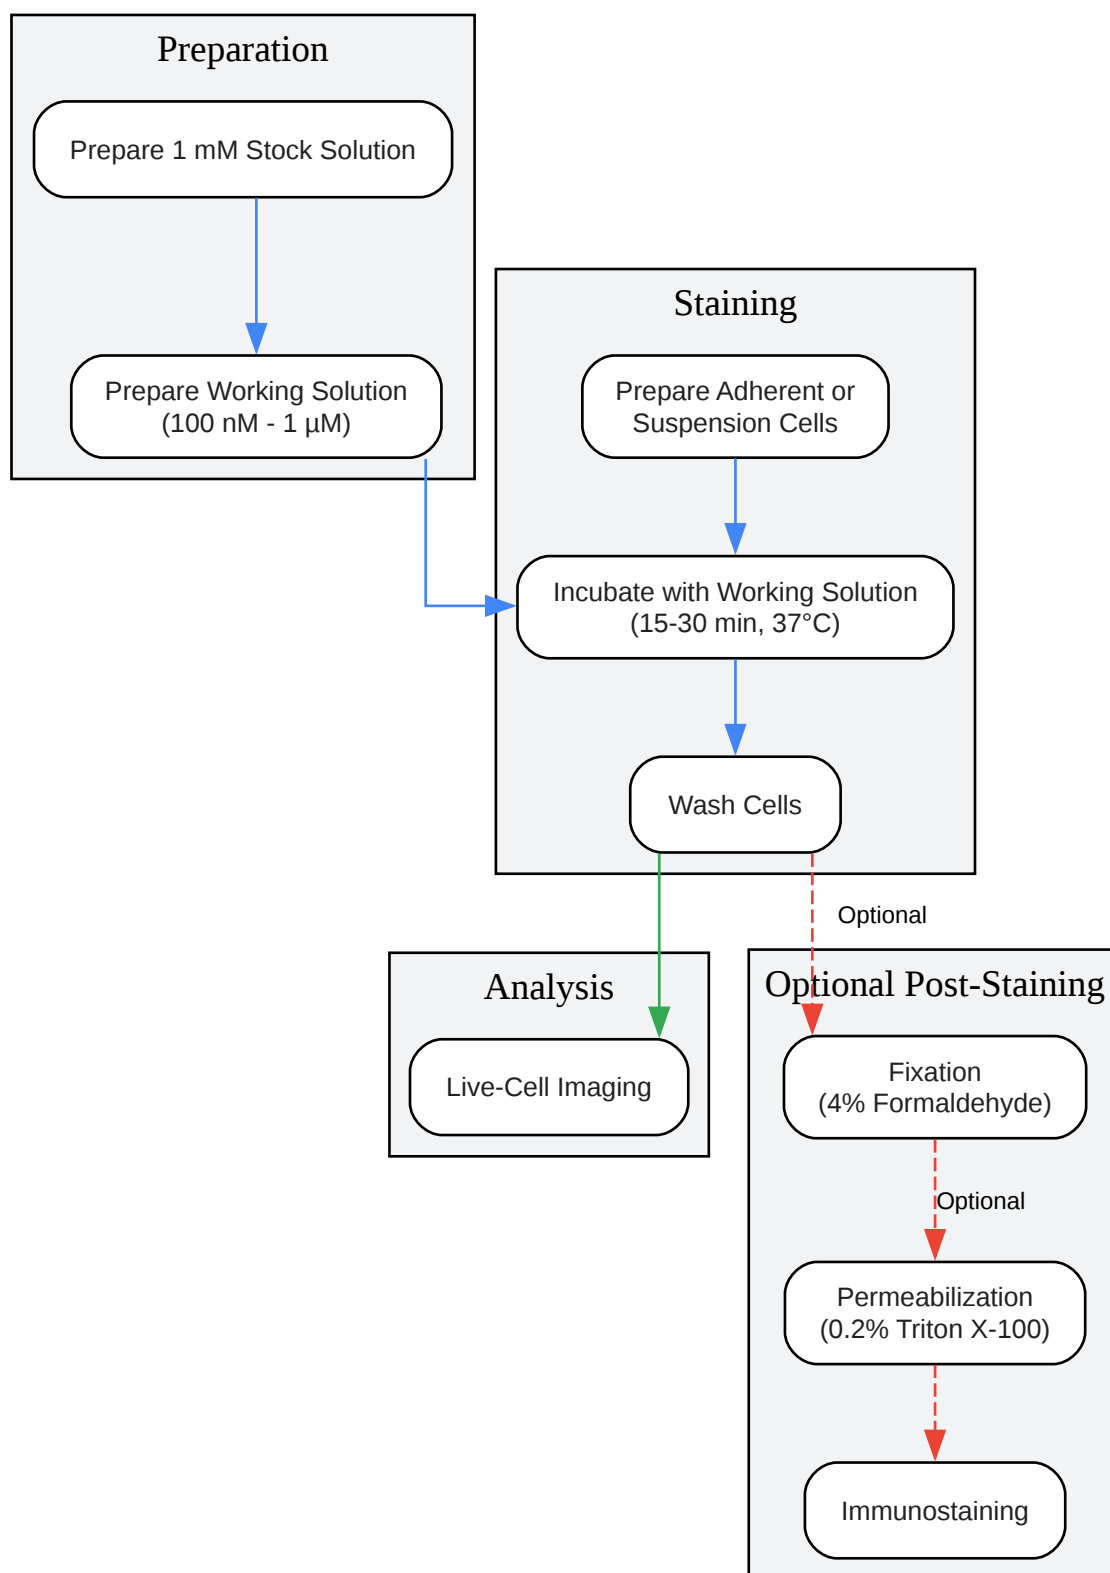 Preparation
Prepare 1 mM Stock Solution
Prepare Working Solution
(100 nM - 1 µM)
Staining
Prepare Adherent or
Suspension Cells
Incubate with Working Solution
(15-30 min, 37°C)
Wash Cells
Optional
Analysis
Live-Cell Imaging
Optional Post-Staining
Fixation
(4% Formaldehyde)
Optional
Permeabilization
(0.2% Triton X-100)
Immunostaining